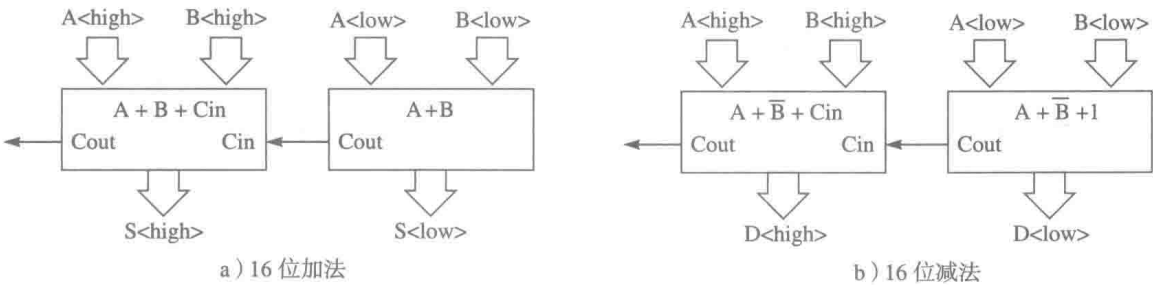 A<high> B<high> A<low> B<low>
A + B + Cin A+B
Cout Cin Cout
S<high> S<low>
a）16 位加法
A<high> B<high> A<low> B<low>
A + B̅ + Cin A + B̅ +1
Cout Cin Cout
D<high> D<low>
b）16 位减法